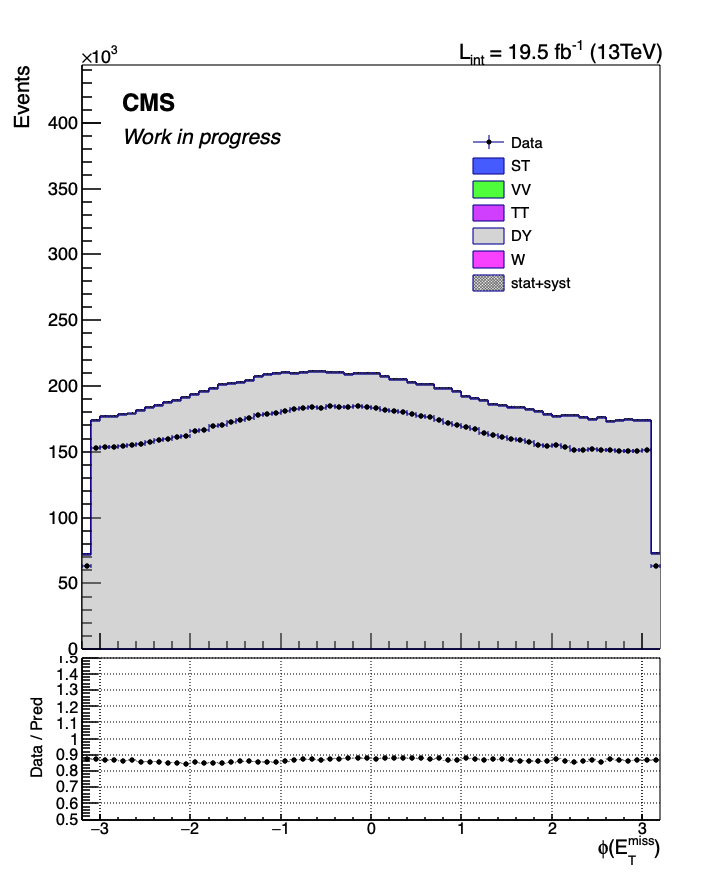 ×10³
L_int = 19.5 fb⁻¹ (13TeV)
Events
CMS
Work in progress
400
350
300
250
200
150
100
50
0
Data
ST
VV
TT
DY
W
stat+syst
Data / Pred
1.5
1.4
1.3
1.2
1.1
1
0.9
0.8
0.7
0.6
0.5
−3 −2 −1 0 1 2 3
ϕ(E_T^miss)